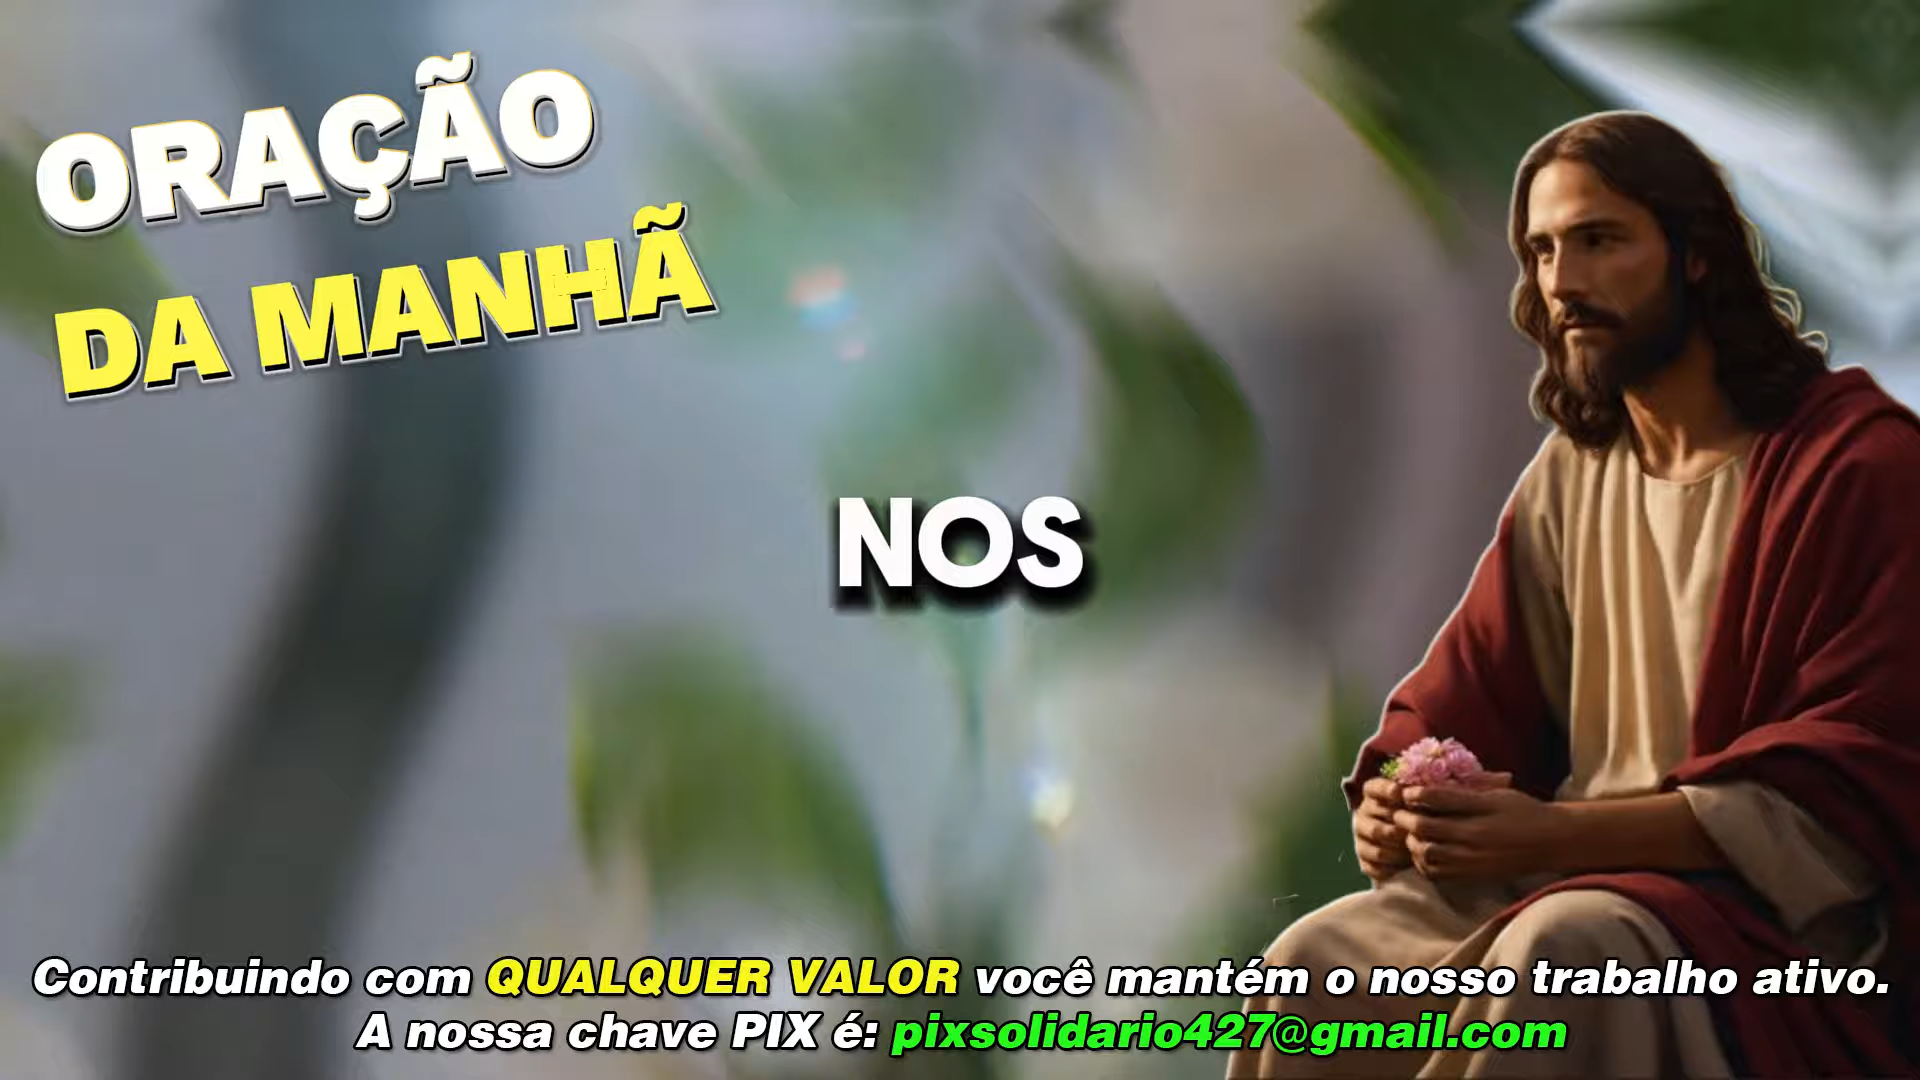 ORAÇÃO
DA MANHÃ
NOS
Contribuindo com QUALQUER VALOR você mantém o nosso trabalho ativo.
A nossa chave PIX é: pixsolidario427@gmail.com